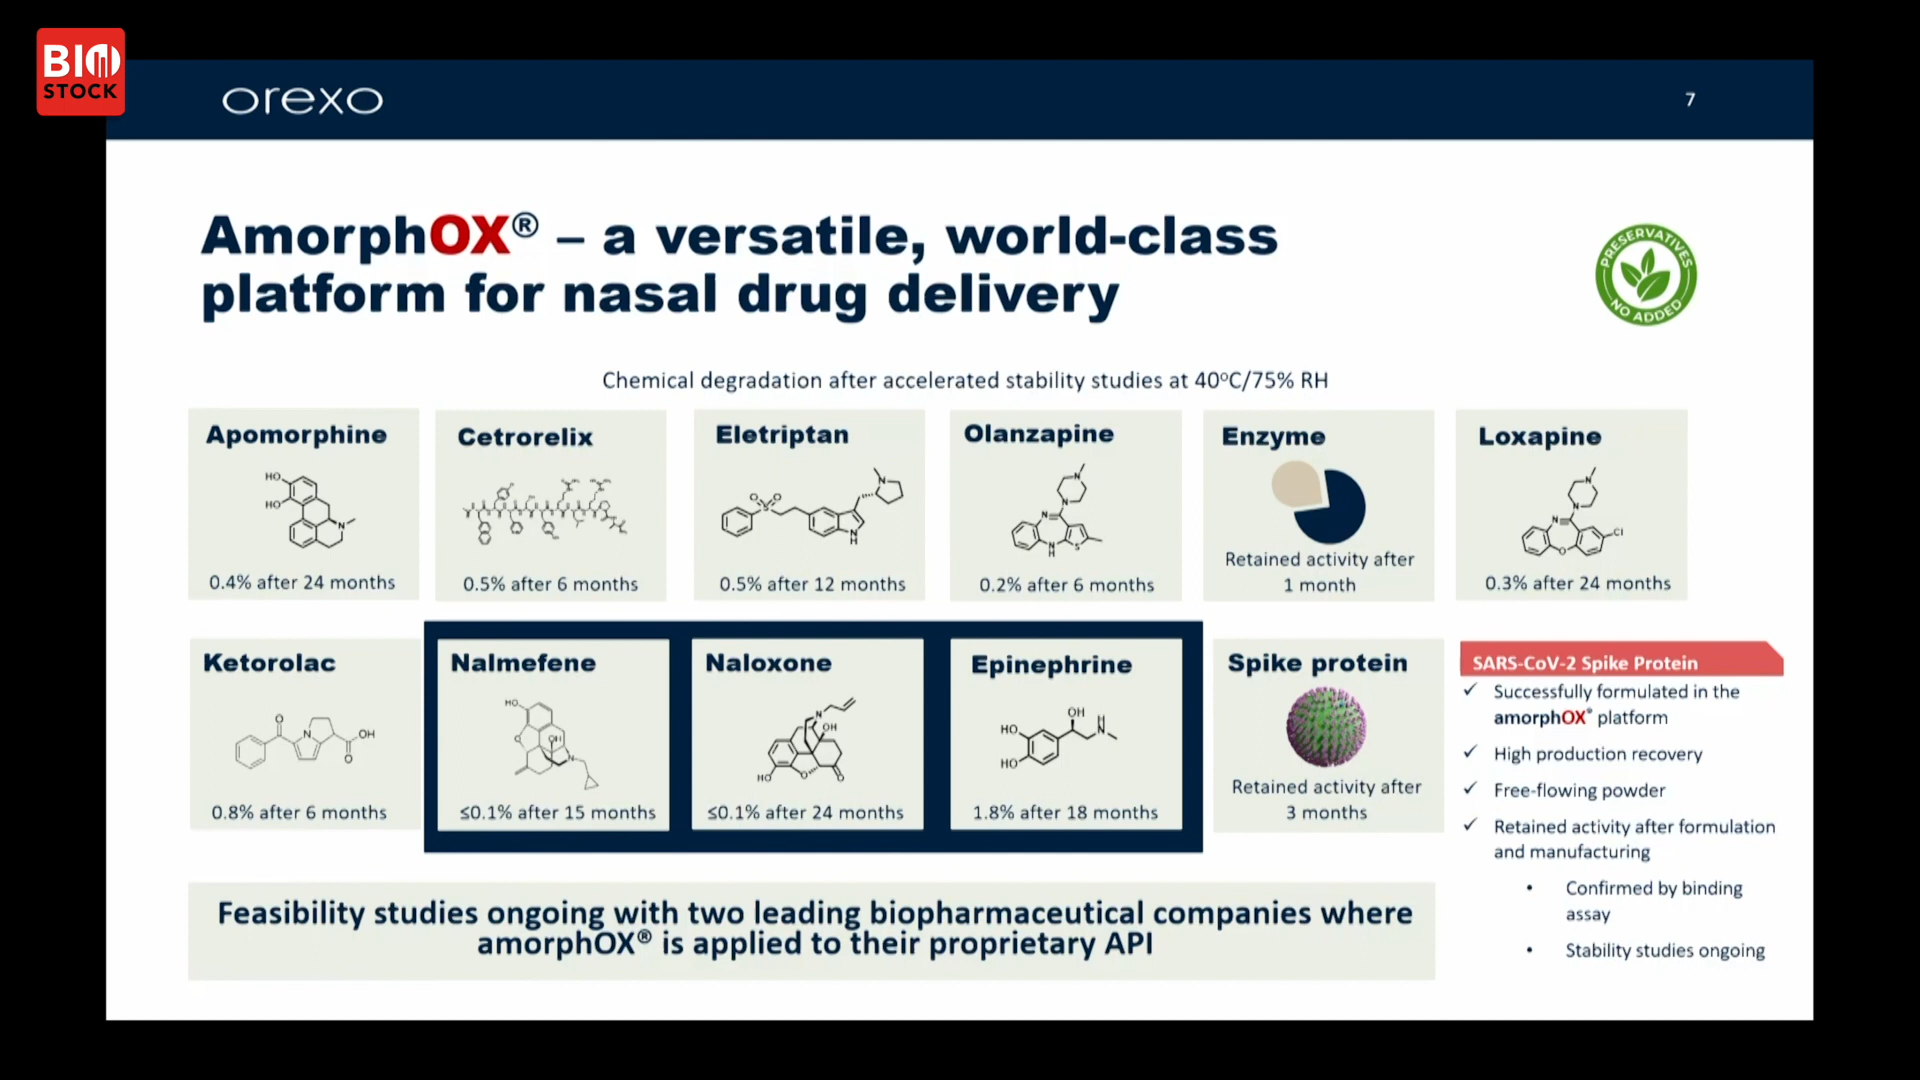 BIO
STOCK
orexo
7
AmorphOX® – a versatile, world-class
platform for nasal drug delivery
PRESERVATIVES
NO ADDED
Chemical degradation after accelerated stability studies at 40°C/75% RH
Apomorphine
HO
HO
N
0.4% after 24 months
Cetrorelix
0.5% after 6 months
Eletriptan
O O
S
N
N
H
0.5% after 12 months
Olanzapine
N
N
N
N
H
S
0.2% after 6 months
Enzyme
Retained activity after
1 month
Loxapine
N
N
N
Cl
O
0.3% after 24 months
Ketorolac
O
N
OH
O
0.8% after 6 months
Nalmefene
HO
O
OH
N
≤0.1% after 15 months
Naloxone
N
OH
HO
O
O
≤0.1% after 24 months
Epinephrine
OH
H
N
HO
HO
1.8% after 18 months
Spike protein
Retained activity after
3 months
SARS-CoV-2 Spike Protein
✓ Successfully formulated in the
amorphOX® platform
✓ High production recovery
✓ Free-flowing powder
✓ Retained activity after formulation
and manufacturing
• Confirmed by binding
assay
• Stability studies ongoing
Feasibility studies ongoing with two leading biopharmaceutical companies where
amorphOX® is applied to their proprietary API